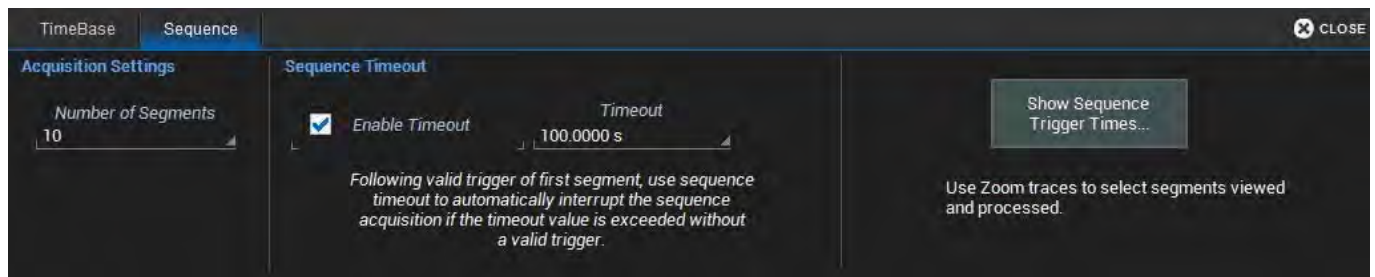 TimeBase
Sequence
CLOSE
Acquisition Settings
Number of Segments
10
Sequence Timeout
Enable Timeout
Timeout
100.0000 s
Following valid trigger of first segment, use sequence
timeout to automatically interrupt the sequence
acquisition if the timeout value is exceeded without
a valid trigger.
Show Sequence
Trigger Times...
Use Zoom traces to select segments viewed
and processed.